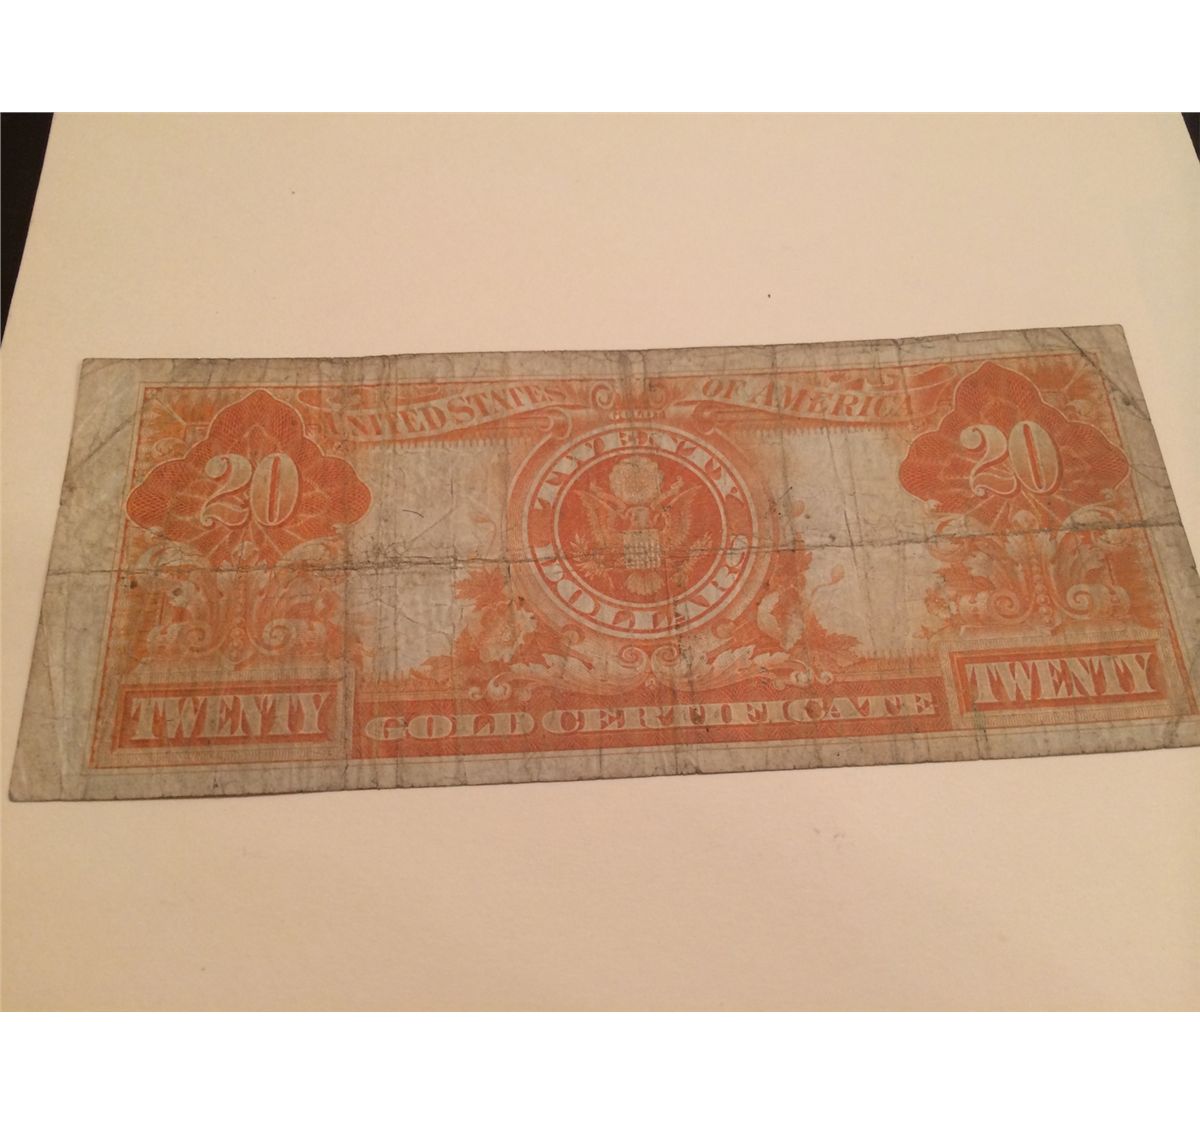 UNITED STATES OF AMERICA
GOLD
20
20
TWENTY
DOLLARS
TWENTY
GOLD CERTIFICATE
TWENTY